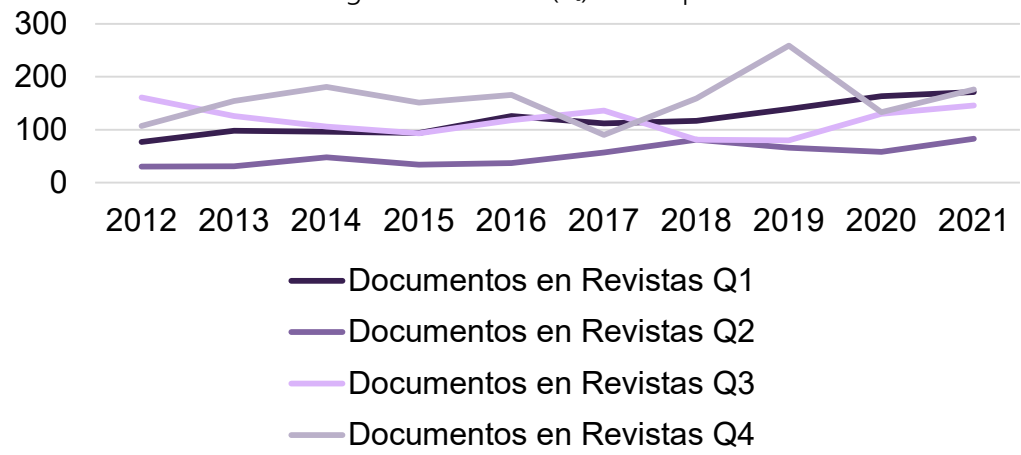 300
200
100
0
2012 2013 2014 2015 2016 2017 2018 2019 2020 2021
Documentos en Revistas Q1
Documentos en Revistas Q2
Documentos en Revistas Q3
Documentos en Revistas Q4